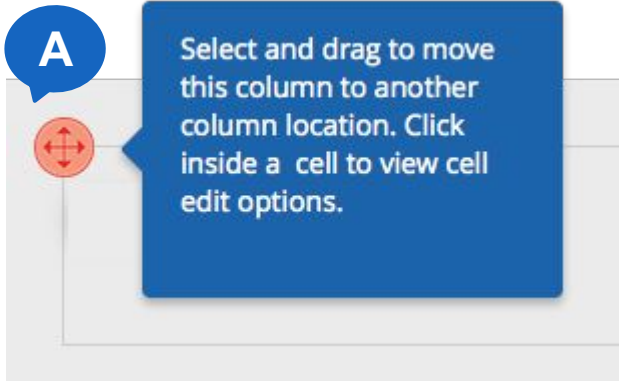 A
Select and drag to move
this column to another
column location. Click
inside a  cell to view cell
edit options.